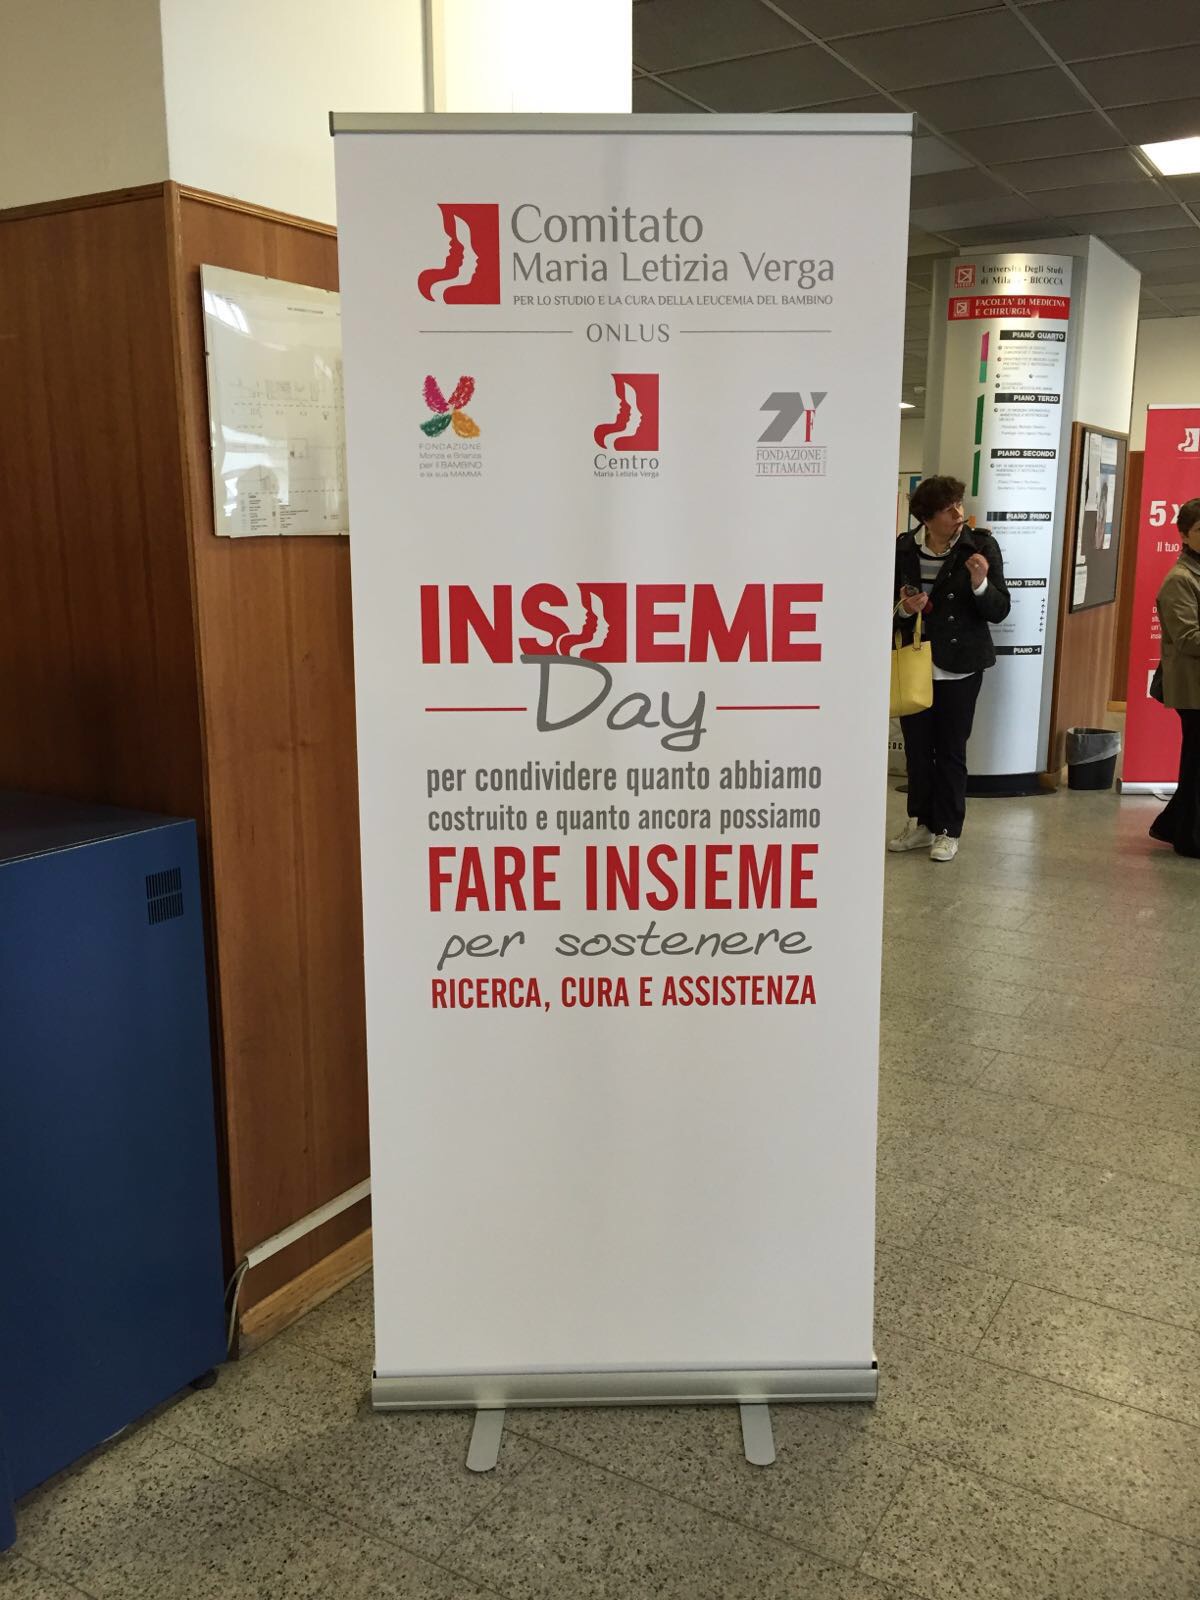 Comitato
Maria Letizia Verga
PER LO STUDIO E LA CURA DELLA LEUCEMIA DEL BAMBINO
ONLUS
FONDAZIONE
Monza e Brianza
per il BAMBINO
e la sua MAMMA
Centro
Maria Letizia Verga
FONDAZIONE
TETTAMANTI
INSIEME
Day
per condividere quanto abbiamo
costruito e quanto ancora possiamo
FARE INSIEME
per sostenere
RICERCA, CURA E ASSISTENZA
Università Degli Studi
di Milano • BICOCCA
FACOLTA' DI MEDICINA
E CHIRURGIA
PIANO QUARTO
PIANO TERZO
PIANO SECONDO
PIANO PRIMO
PIANO TERRA
PIANO -1
5
Il tuo